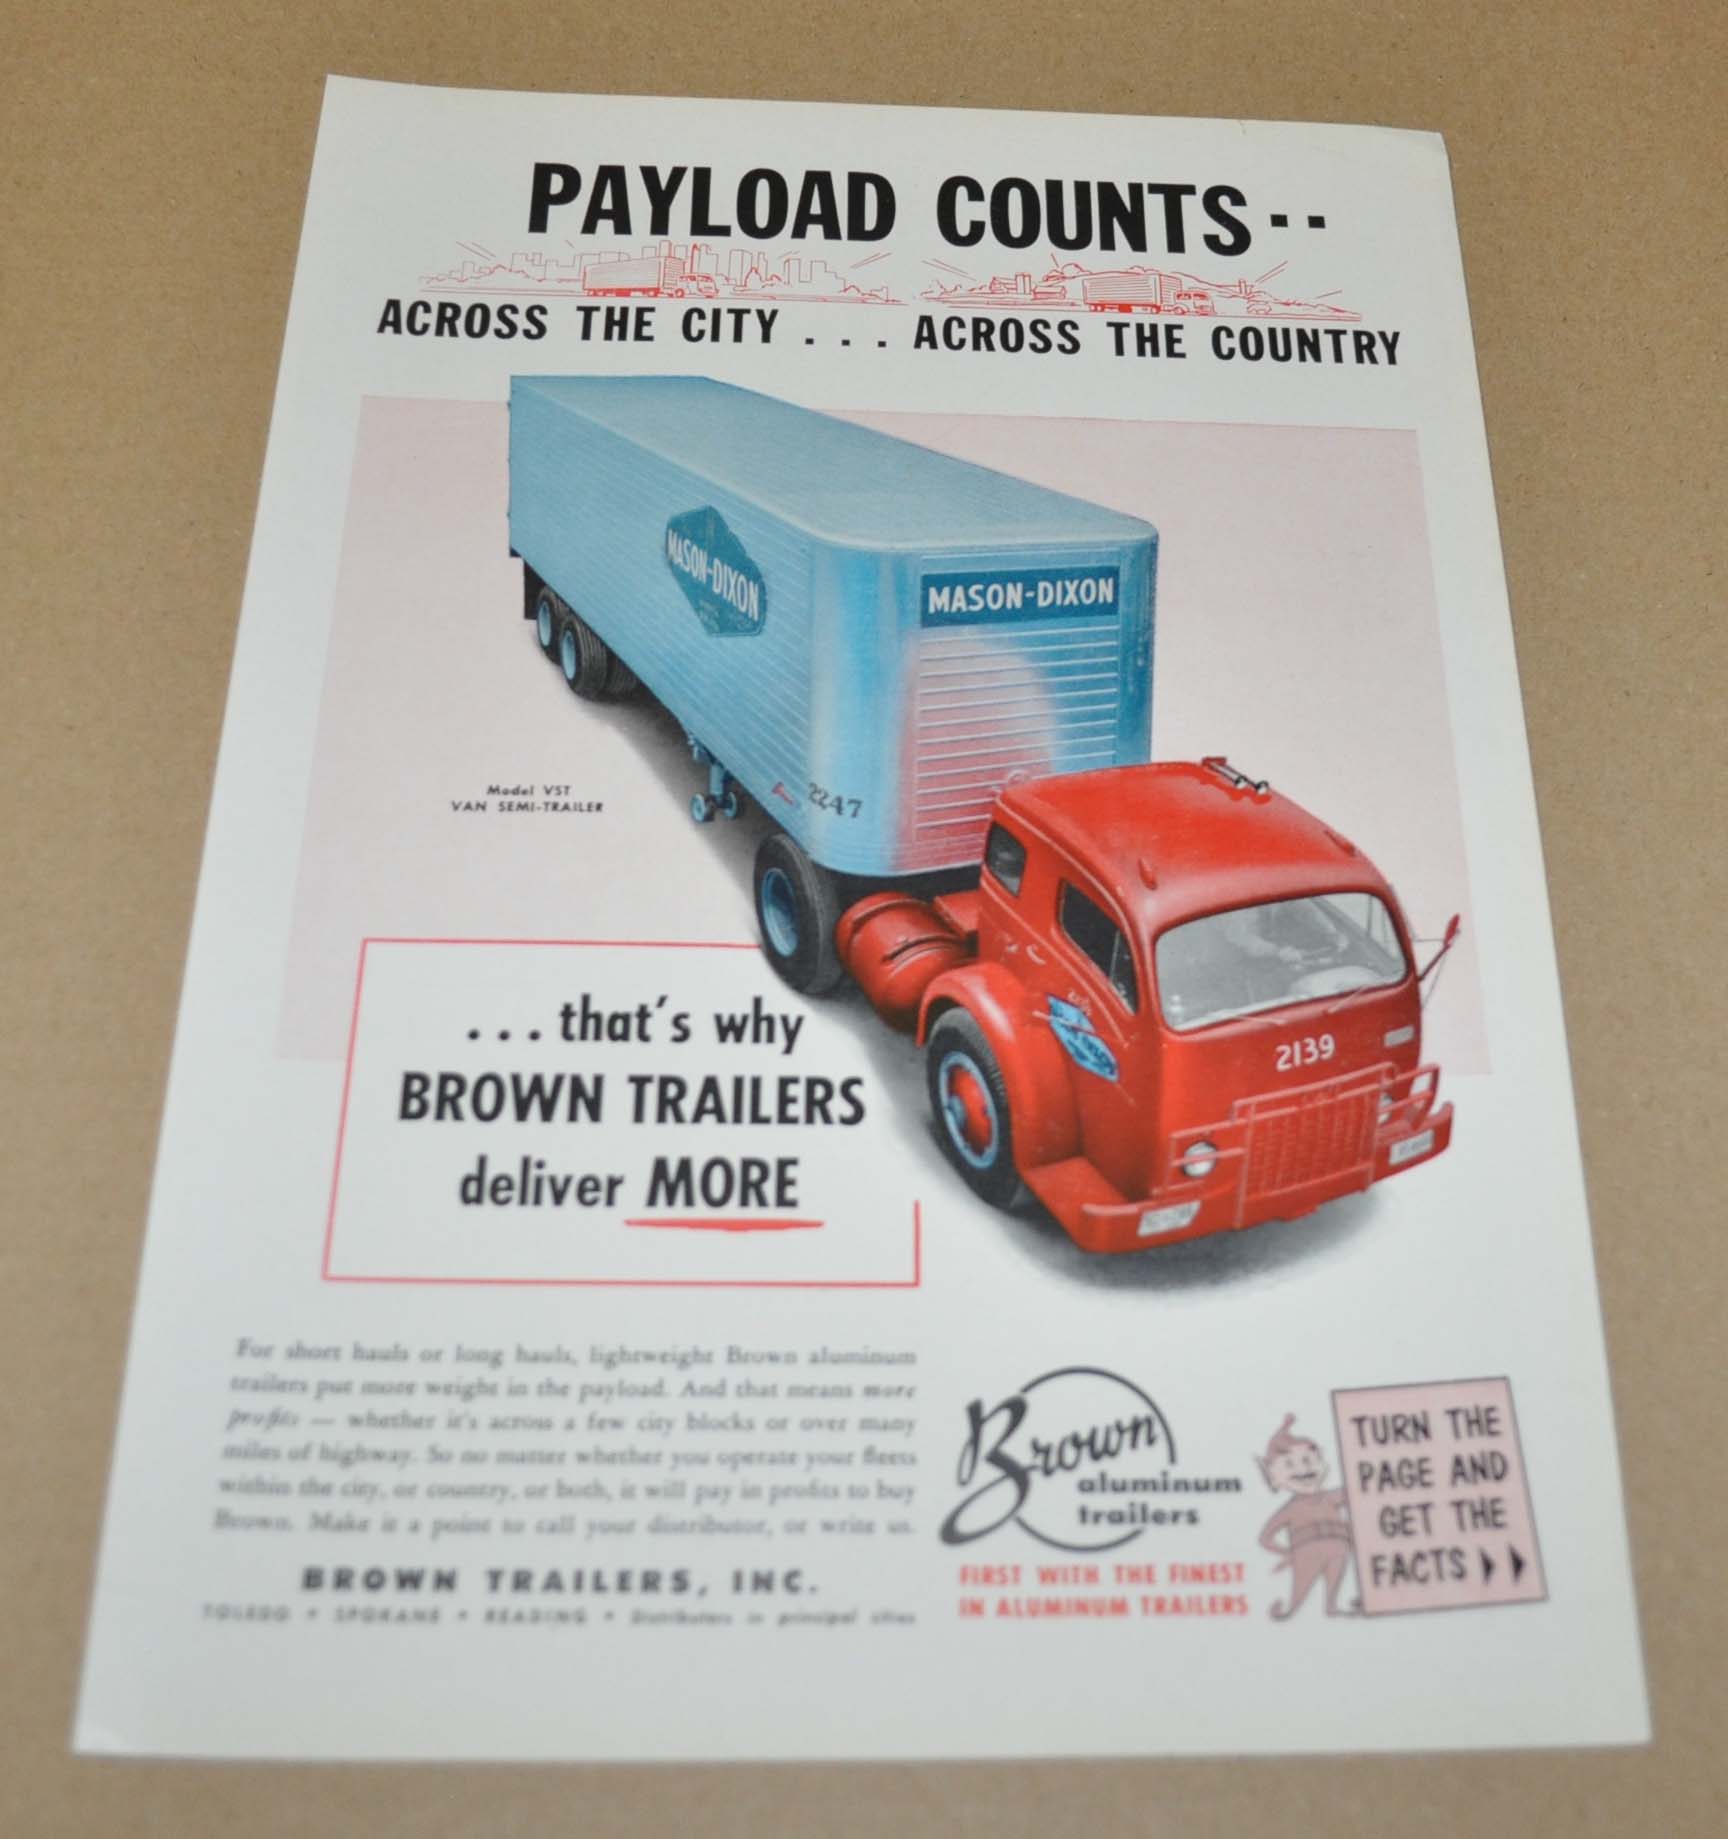 PAYLOAD COUNTS--
ACROSS THE CITY . . . ACROSS THE COUNTRY
MASON-DIXON
MASON-DIXON
2247
Model VST
VAN SEMI-TRAILER
2139
. . . that's why
BROWN TRAILERS
deliver MORE
For short hauls or long hauls, lightweight Brown aluminum
trailers put more weight in the payload. And that means more
profits — whether it's across a few city blocks or over many
miles of highway. So no matter whether you operate your fleets
within the city, or country, or both, it will pay in profits to buy
Brown. Make it a point to call your distributor, or write us.
BROWN TRAILERS, INC.
TOLEDO • SPOKANE • READING • Distributors in principal cities
Brown
aluminum
trailers
FIRST WITH THE FINEST
IN ALUMINUM TRAILERS
TURN THE
PAGE AND
GET THE
FACTS